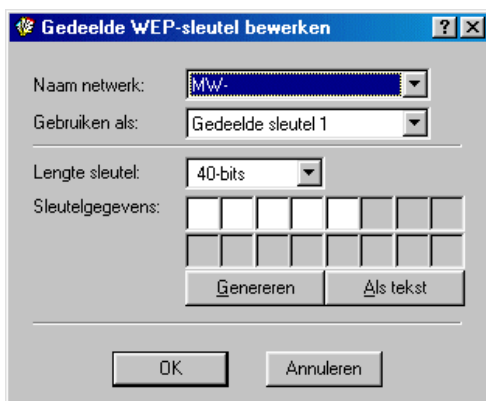 Gedeelde WEP-sleutel bewerken
Naam netwerk: MW-
Gebruiken als: Gedeelde sleutel 1
Lengte sleutel: 40-bits
Sleutelgegevens:
Genereren Als tekst
OK Annuleren